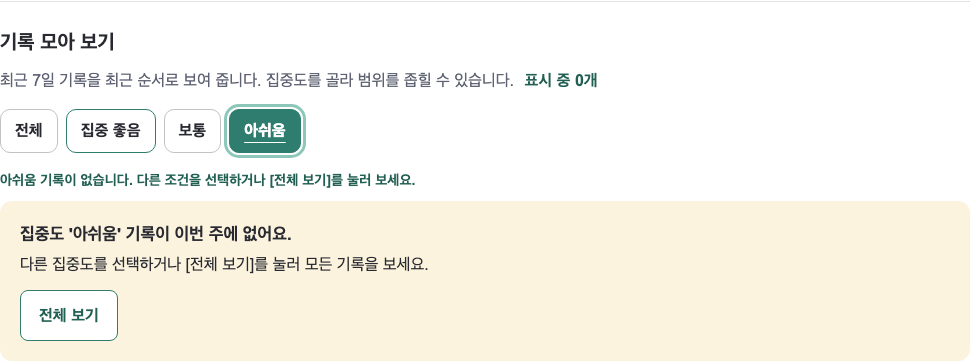 기록 모아 보기
최근 7일 기록을 최근 순서로 보여 줍니다. 집중도를 골라 범위를 좁힐 수 있습니다. 표시 중 0개
전체 집중 좋음 보통 아쉬움
아쉬움 기록이 없습니다. 다른 조건을 선택하거나 [전체 보기]를 눌러 보세요.
집중도 '아쉬움' 기록이 이번 주에 없어요.
다른 집중도를 선택하거나 [전체 보기]를 눌러 모든 기록을 보세요.
전체 보기